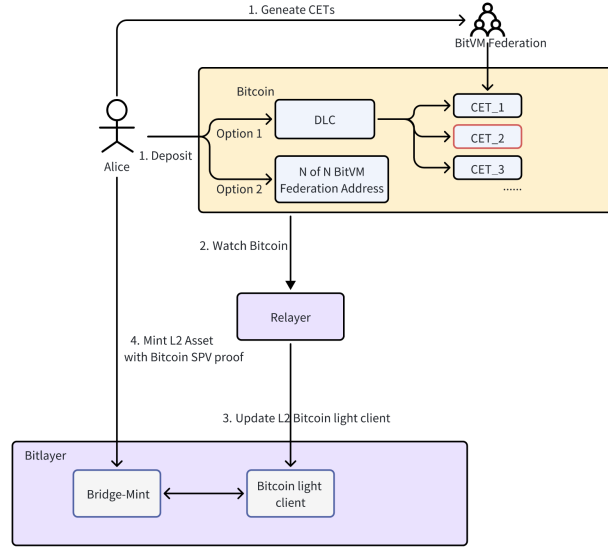 1. Geneate CETs
BitVM Federation
Bitcoin
CET_1
Option 1
DLC
CET_2
Alice
1. Deposit
N of N BitVM
Federation Address
CET_3
Option 2
......
2. Watch Bitcoin
Relayer
4. Mint L2 Asset
with Bitcoin SPV proof
3. Update L2 Bitcoin light client
Bitlayer
Bridge-Mint
Bitcoin light
client